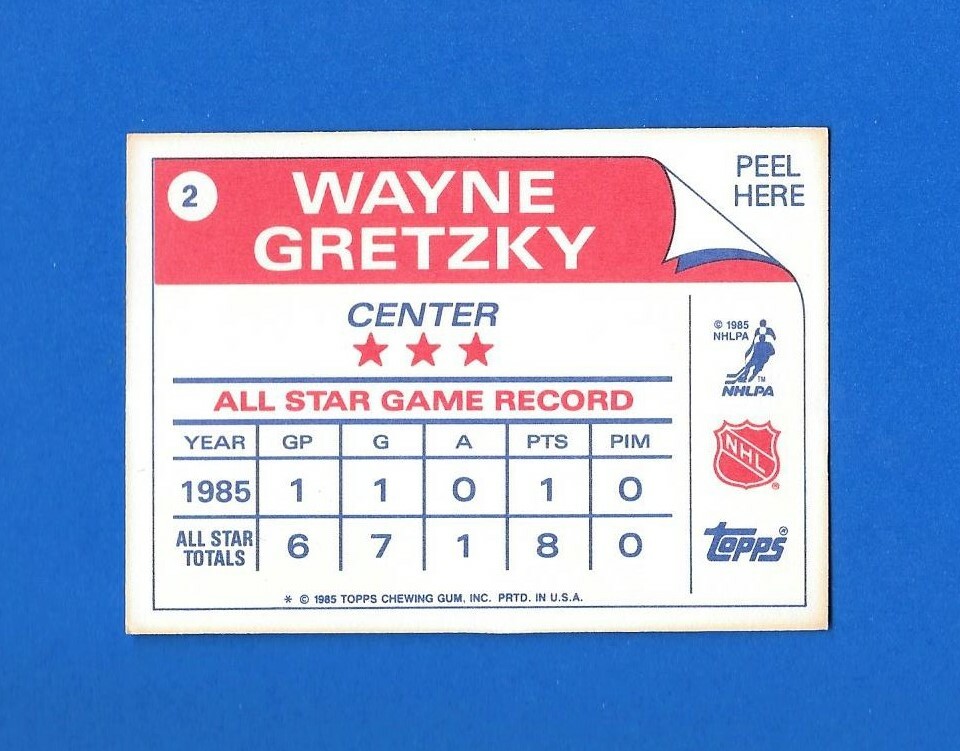 2
WAYNE
GRETZKY
PEEL
HERE
CENTER
ALL STAR GAME RECORD
YEAR GP G A PTS PIM
1985 1 1 0 1 0
ALL STAR
TOTALS 6 7 1 8 0
* © 1985 TOPPS CHEWING GUM, INC. PRTD. IN U.S.A.
© 1985
NHLPA
TM
NHLPA
NHL
®
Topps®